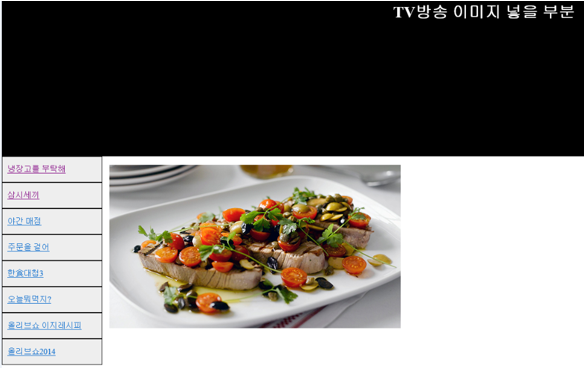 TV방송 이미지 넣을 부분
냉장고를 부탁해
삼시세끼
야간 매점
주문을 걸어
한食대첩3
오늘뭐먹지?
올리브쇼 이지레시피
올리브쇼2014